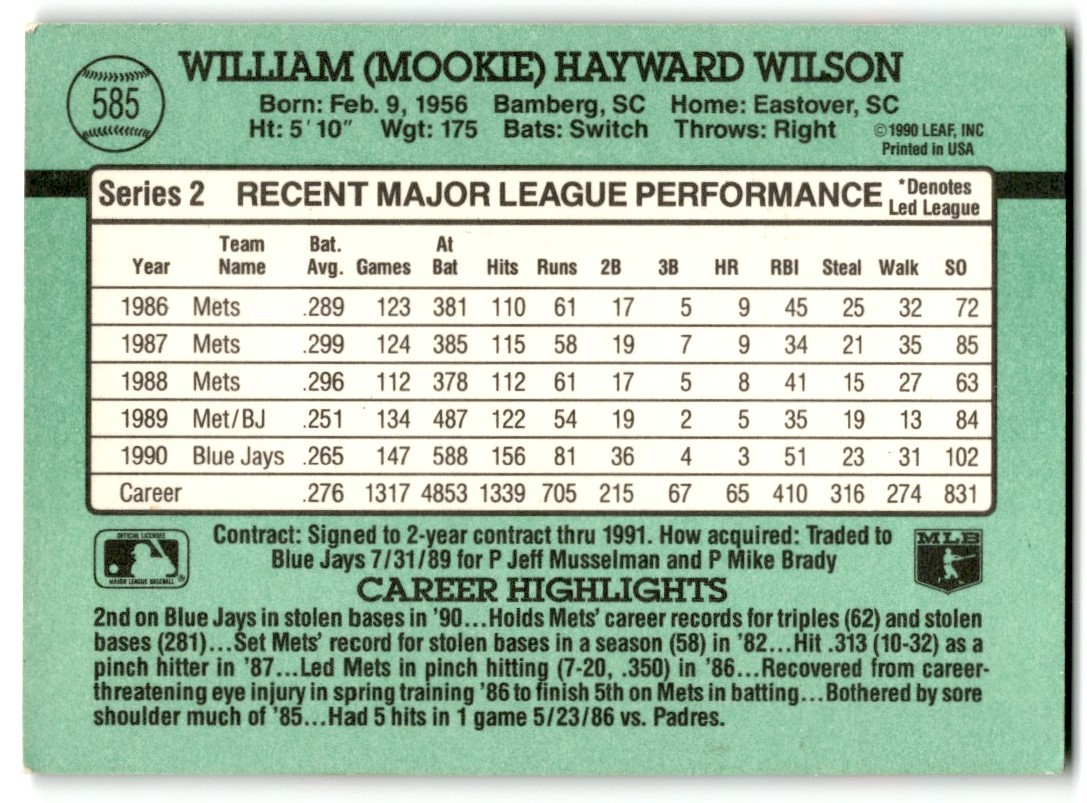 WILLIAM (MOOKIE) HAYWARD WILSON
585
Born: Feb. 9, 1956 Bamberg, SC Home: Eastover, SC
Ht: 5'10" Wgt: 175 Bats: Switch Throws: Right
©1990 LEAF, INC
Printed in USA
Series 2 RECENT MAJOR LEAGUE PERFORMANCE
*Denotes
Led League
Year Team Name Bat. Avg. Games At Bat Hits Runs 2B 3B HR RBI Steal Walk SO
1986 Mets .289 123 381 110 61 17 5 9 45 25 32 72
1987 Mets .299 124 385 115 58 19 7 9 34 21 35 85
1988 Mets .296 112 378 112 61 17 5 8 41 15 27 63
1989 Met/BJ .251 134 487 122 54 19 2 5 35 19 13 84
1990 Blue Jays .265 147 588 156 81 36 4 3 51 23 31 102
Career .276 1317 4853 1339 705 215 67 65 410 316 274 831
OFFICIAL LICENSEE
MAJOR LEAGUE BASEBALL ®
Contract: Signed to 2-year contract thru 1991. How acquired: Traded to
Blue Jays 7/31/89 for P Jeff Musselman and P Mike Brady
MLB
CAREER HIGHLIGHTS
2nd on Blue Jays in stolen bases in '90...Holds Mets' career records for triples (62) and stolen
bases (281)...Set Mets' record for stolen bases in a season (58) in '82...Hit .313 (10-32) as a
pinch hitter in '87...Led Mets in pinch hitting (7-20, .350) in '86...Recovered from career-
threatening eye injury in spring training '86 to finish 5th on Mets in batting...Bothered by sore
shoulder much of '85...Had 5 hits in 1 game 5/23/86 vs. Padres.